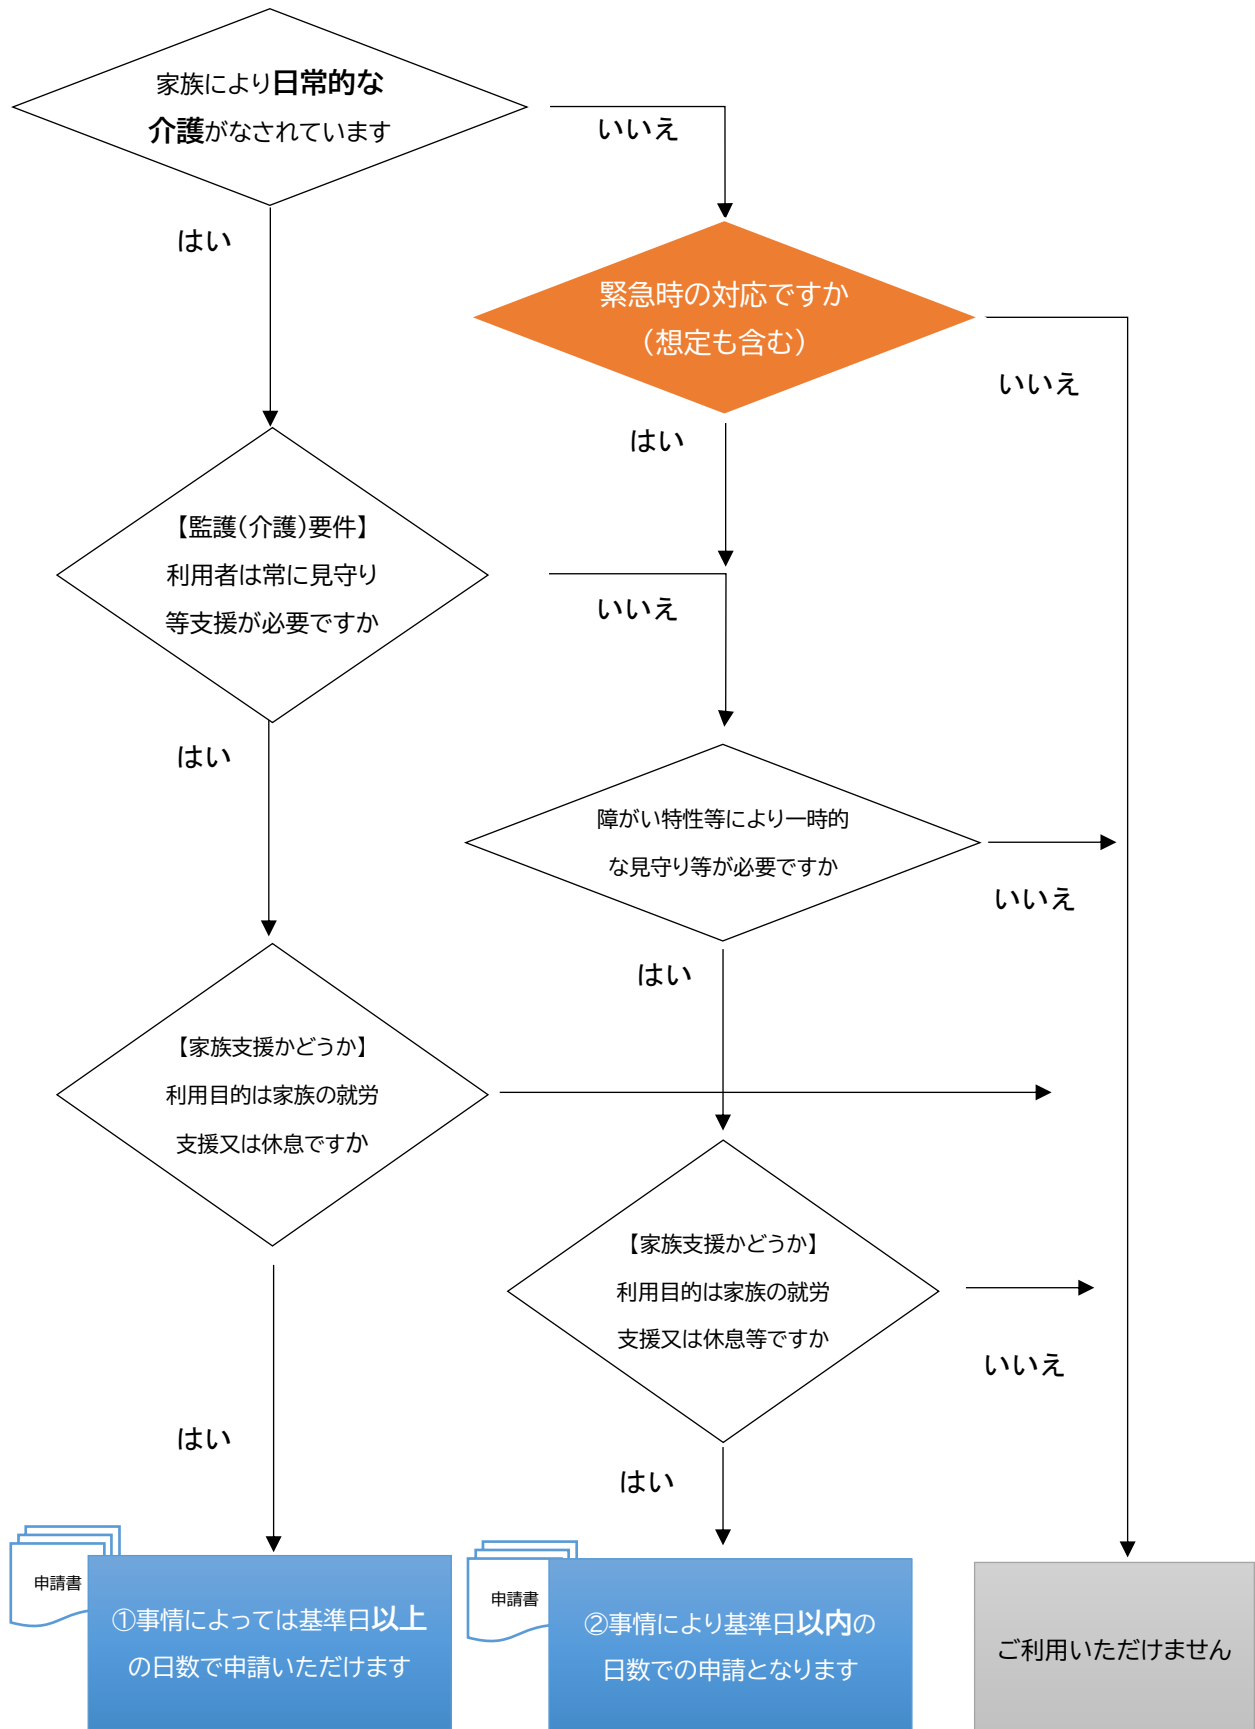 家族により日常的な
介護がなされています
いいえ
はい
緊急時の対応ですか
（想定も含む）
いいえ
はい
【監護（介護）要件】
利用者は常に見守り
等支援が必要ですか
いいえ
はい
障がい特性等により一時的
な見守り等が必要ですか
いいえ
はい
【家族支援かどうか】
利用目的は家族の就労
支援又は休息ですか
【家族支援かどうか】
利用目的は家族の就労
支援又は休息等ですか
いいえ
はい
はい
申請書
①事情によっては基準日以上
の日数で申請いただけます
申請書
②事情により基準日以内の
日数での申請となります
ご利用いただけません